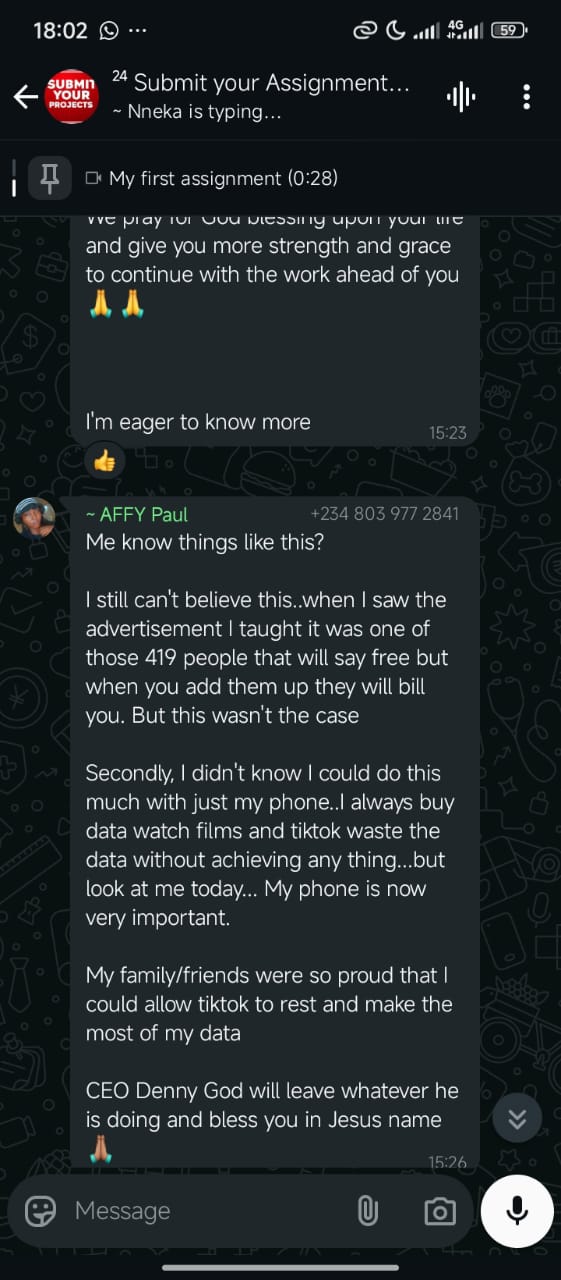 18:02 ...
4G 59
24 Submit your Assignment...
SUBMIT
YOUR
PROJECTS
~ Nneka is typing...
My first assignment (0:28)
We pray for God blessing upon your life
and give you more strength and grace
to continue with the work ahead of you
🙏 🙏
I'm eager to know more
15:23
👍
~ AFFY Paul +234 803 977 2841
Me know things like this?
I still can't believe this..when I saw the
advertisement I taught it was one of
those 419 people that will say free but
when you add them up they will bill
you. But this wasn't the case
Secondly, I didn't know I could do this
much with just my phone..I always buy
data watch films and tiktok waste the
data without achieving any thing...but
look at me today... My phone is now
very important.
My family/friends were so proud that I
could allow tiktok to rest and make the
most of my data
CEO Denny God will leave whatever he
is doing and bless you in Jesus name
🙏🏽
15:26
Message